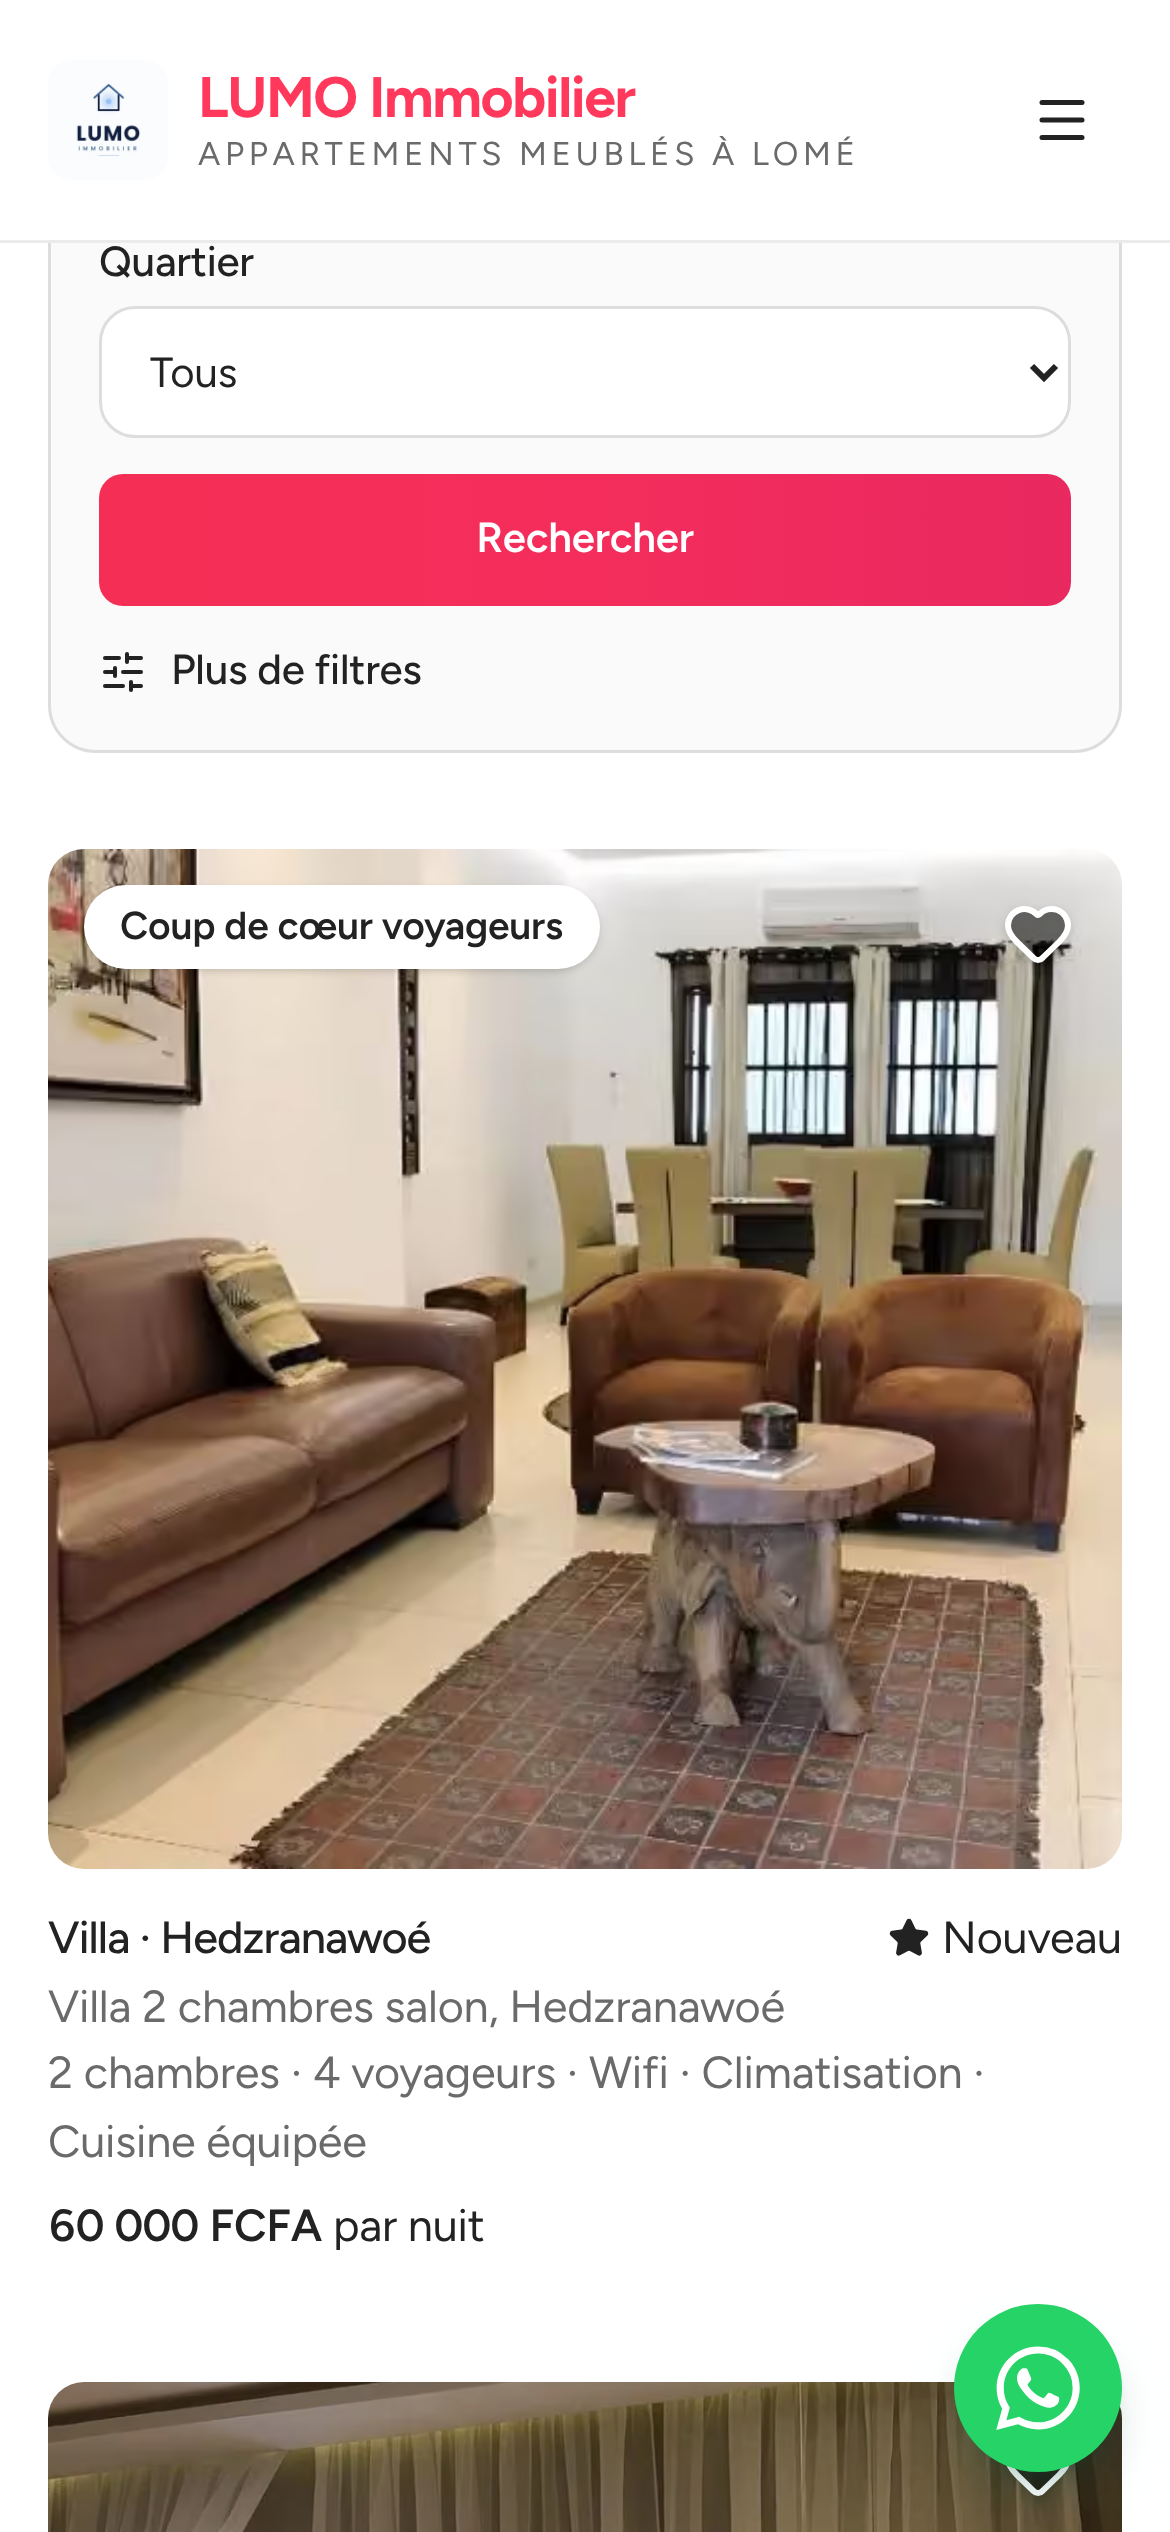 LUMO
IMMOBILIER
LUMO Immobilier
APPARTEMENTS MEUBLÉS À LOMÉ
Quartier
Tous
Rechercher
Plus de filtres
Coup de cœur voyageurs
Villa · Hedzranawoé
Nouveau
Villa 2 chambres salon, Hedzranawoé
2 chambres · 4 voyageurs · Wifi · Climatisation ·
Cuisine équipée
60 000 FCFA par nuit